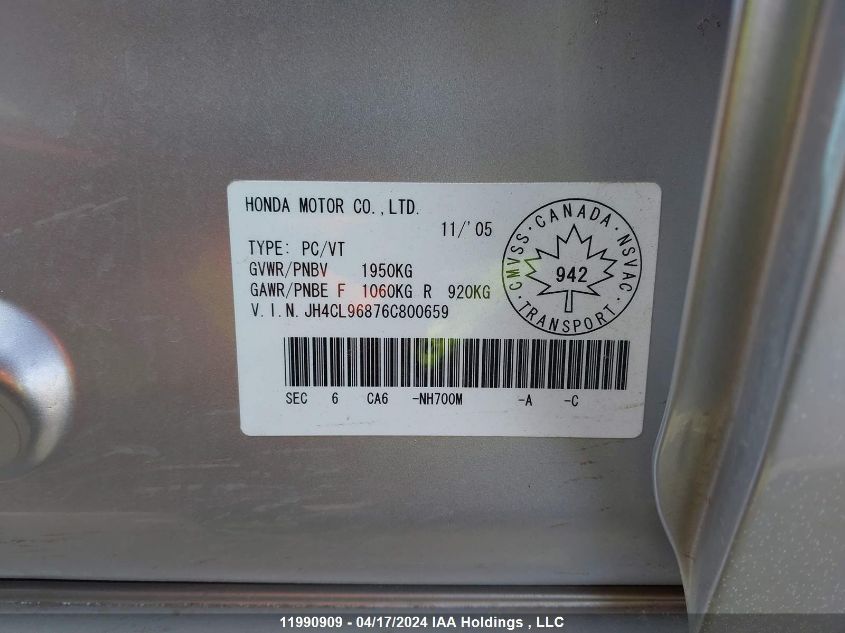 HONDA MOTOR CO.,LTD.
11/'05
TYPE: PC/VT
GVWR/PNBV 1950KG
GAWR/PNBE F 1060KG R 920KG
V.I.N. JH4CL96876C800659
CMVSS · CANADA · NSVAC · TRANSPORT ·
942
SEC 6 CA6 -NH700M -A -C
11990909 - 04/17/2024 IAA Holdings , LLC